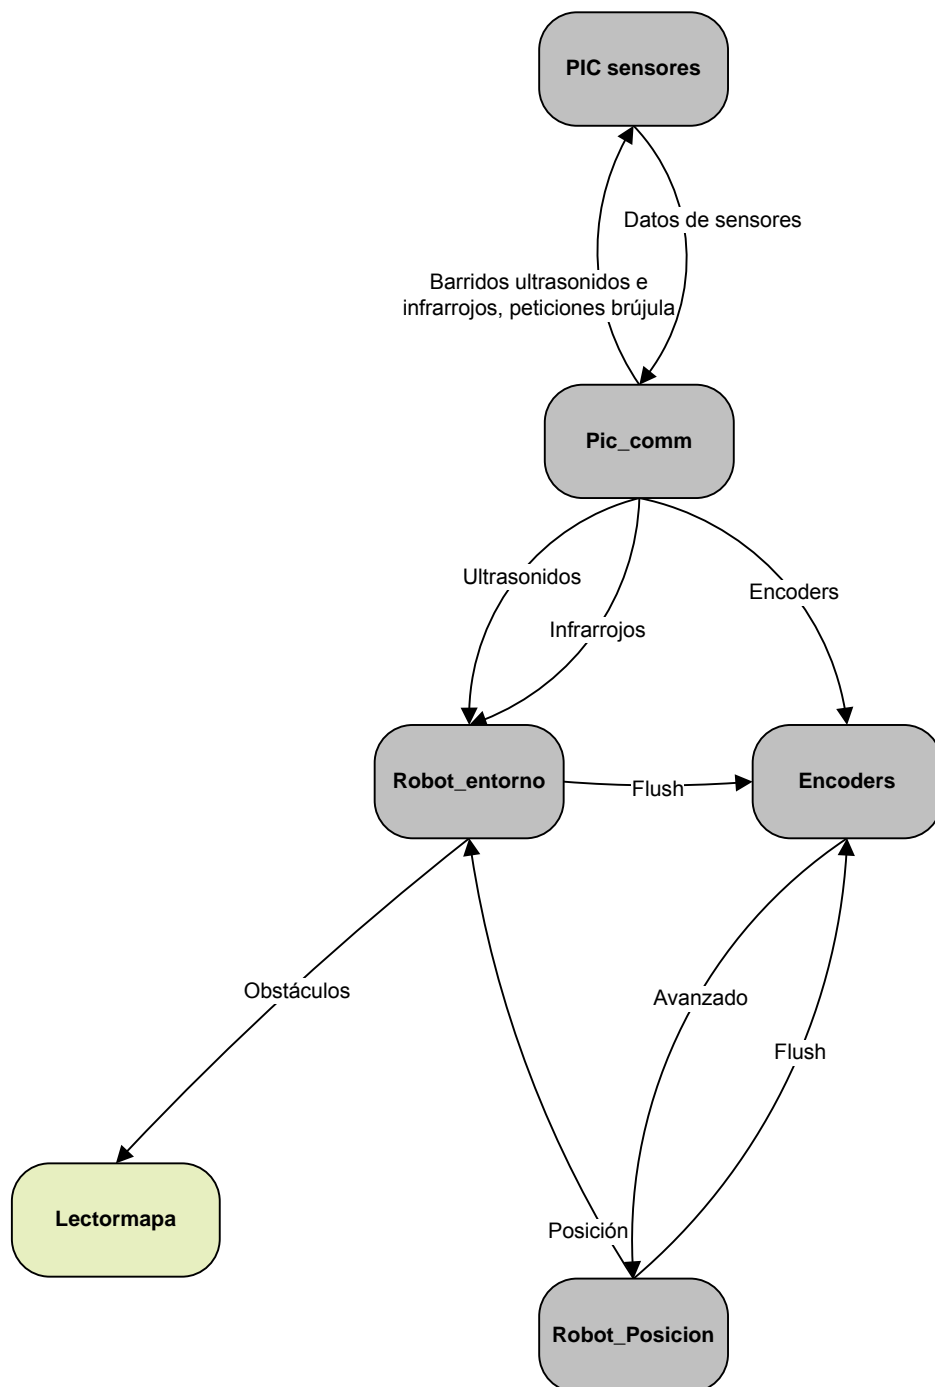 PIC sensores
Datos de sensores
Barridos ultrasonidos e
infrarrojos, peticiones brújula
Pic_comm
Ultrasonidos
Encoders
Infrarrojos
Robot_entorno
Flush
Encoders
Obstáculos
Avanzado
Flush
Lectormapa
Posición
Robot_Posicion